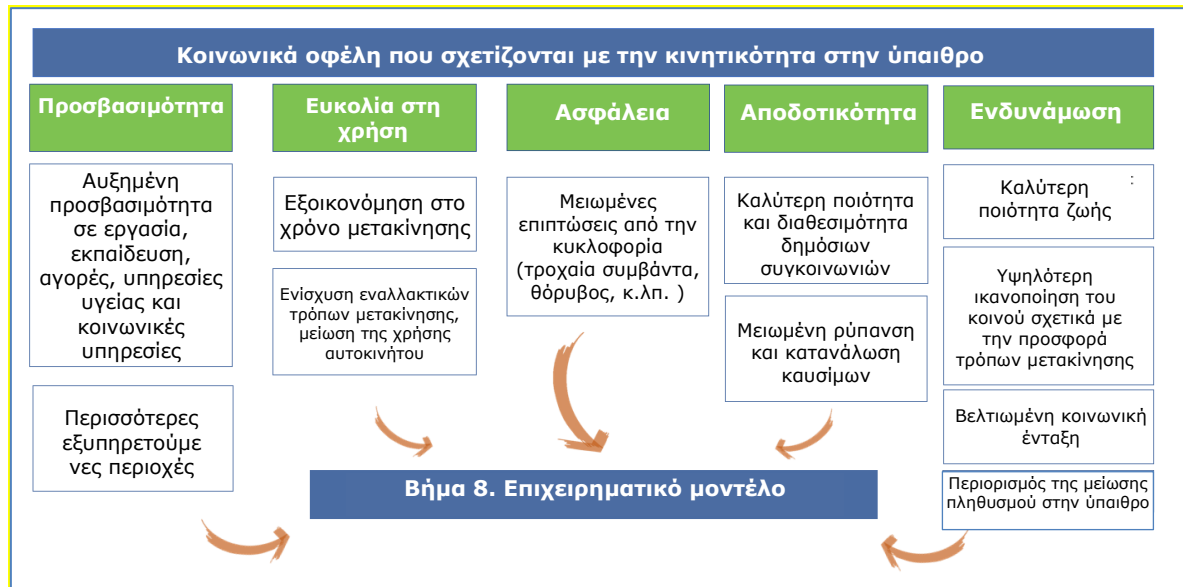 Κοινωνικά οφέλη που σχετίζονται με την κινητικότητα στην ύπαιθρο
Προσβασιμότητα
Αυξημένη
προσβασιμότητα
σε εργασία,
εκπαίδευση,
αγορές, υπηρεσίες
υγείας και
κοινωνικές
υπηρεσίες
Περισσότερες
εξυπηρετούμε
νες περιοχές
Ευκολία στη
χρήση
Εξοικονόμηση στο
χρόνο μετακίνησης
Ενίσχυση εναλλακτικών
τρόπων μετακίνησης,
μείωση της χρήσης
αυτοκινήτου
Ασφάλεια
Μειωμένες
επιπτώσεις από την
κυκλοφορία
(τροχαία συμβάντα,
θόρυβος, κ.λπ. )
Αποδοτικότητα
Καλύτερη ποιότητα
και διαθεσιμότητα
δημόσιων
συγκοινωνιών
Μειωμένη ρύπανση
και κατανάλωση
καυσίμων
Ενδυνάμωση
Καλύτερη :
ποιότητα ζωής
Υψηλότερη
ικανοποίηση του
κοινού σχετικά με
την προσφορά
τρόπων μετακίνησης
Βελτιωμένη κοινωνική
ένταξη
Περιορισμός της μείωσης
πληθυσμού στην ύπαιθρο
Βήμα 8. Επιχειρηματικό μοντέλο